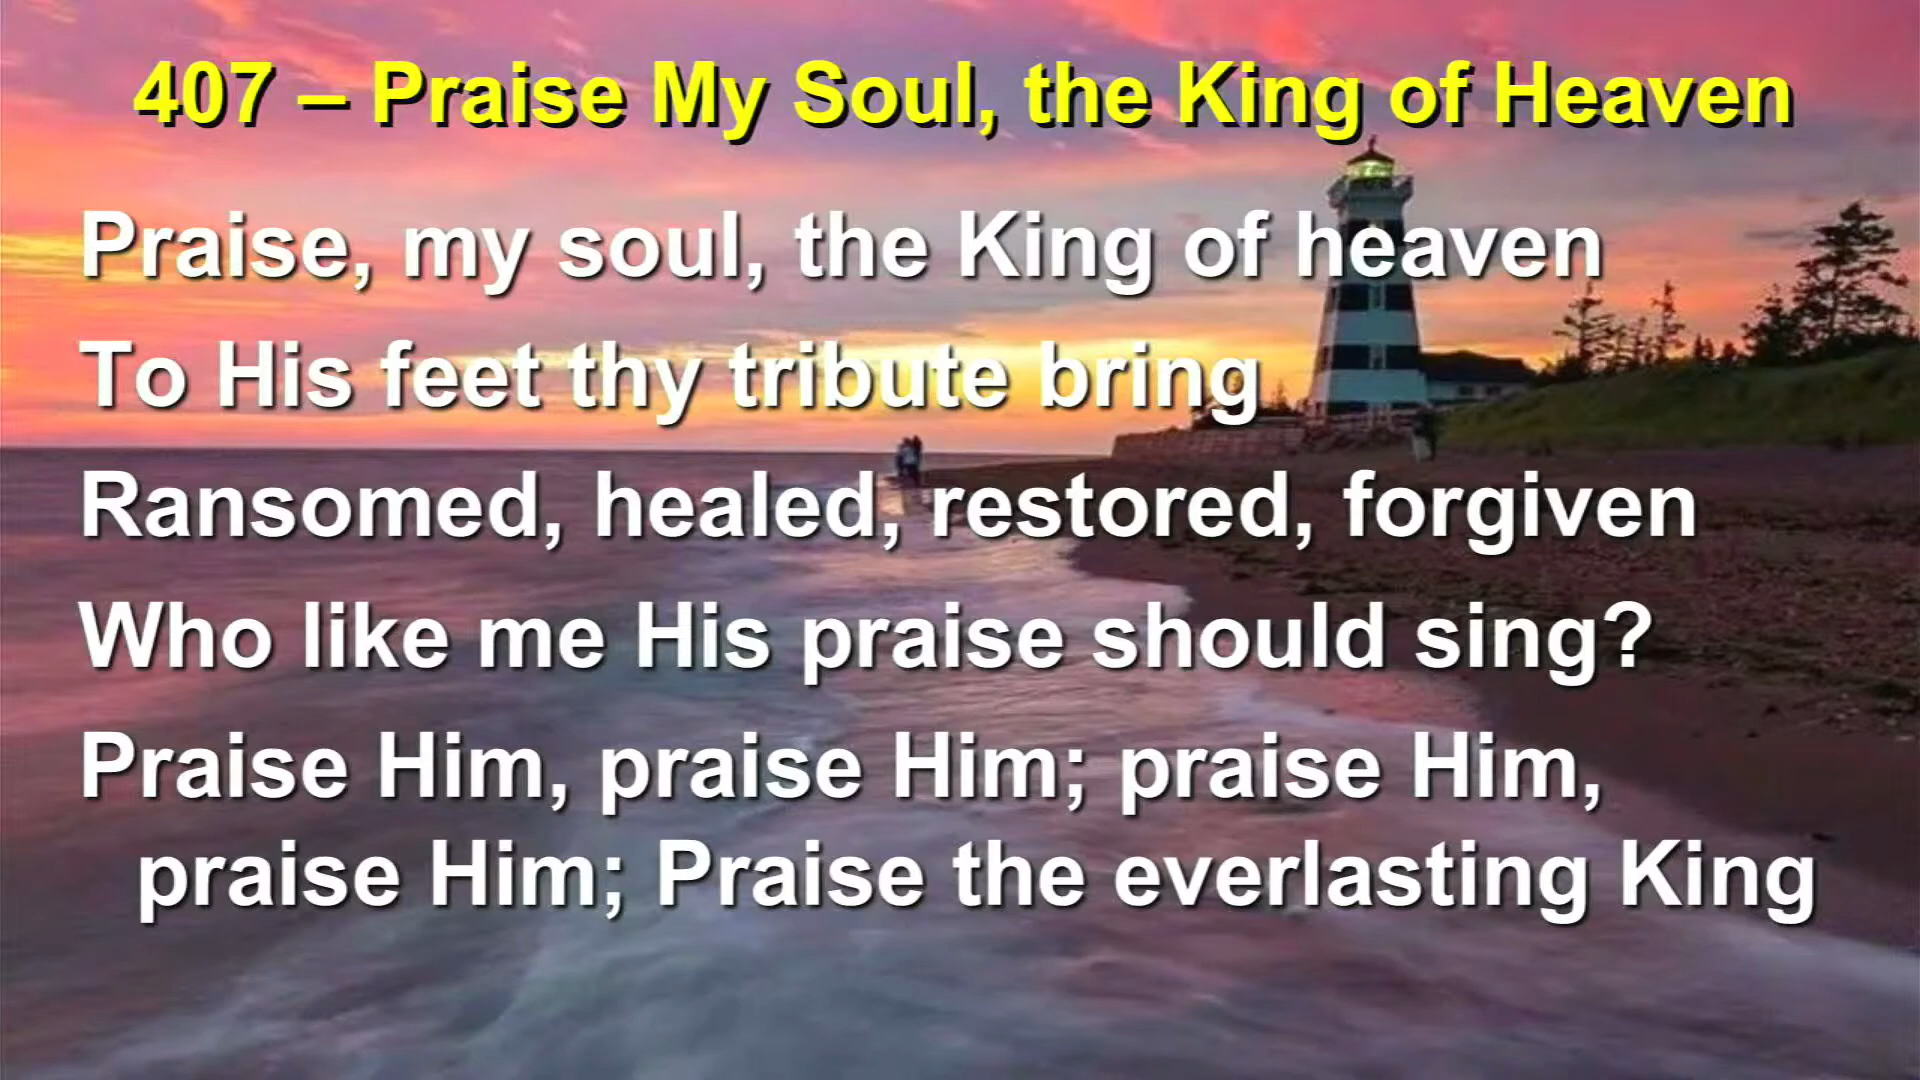 407 – Praise My Soul, the King of Heaven
Praise, my soul, the King of heaven
To His feet thy tribute bring
Ransomed, healed, restored, forgiven
Who like me His praise should sing?
Praise Him, praise Him; praise Him,
praise Him; Praise the everlasting King